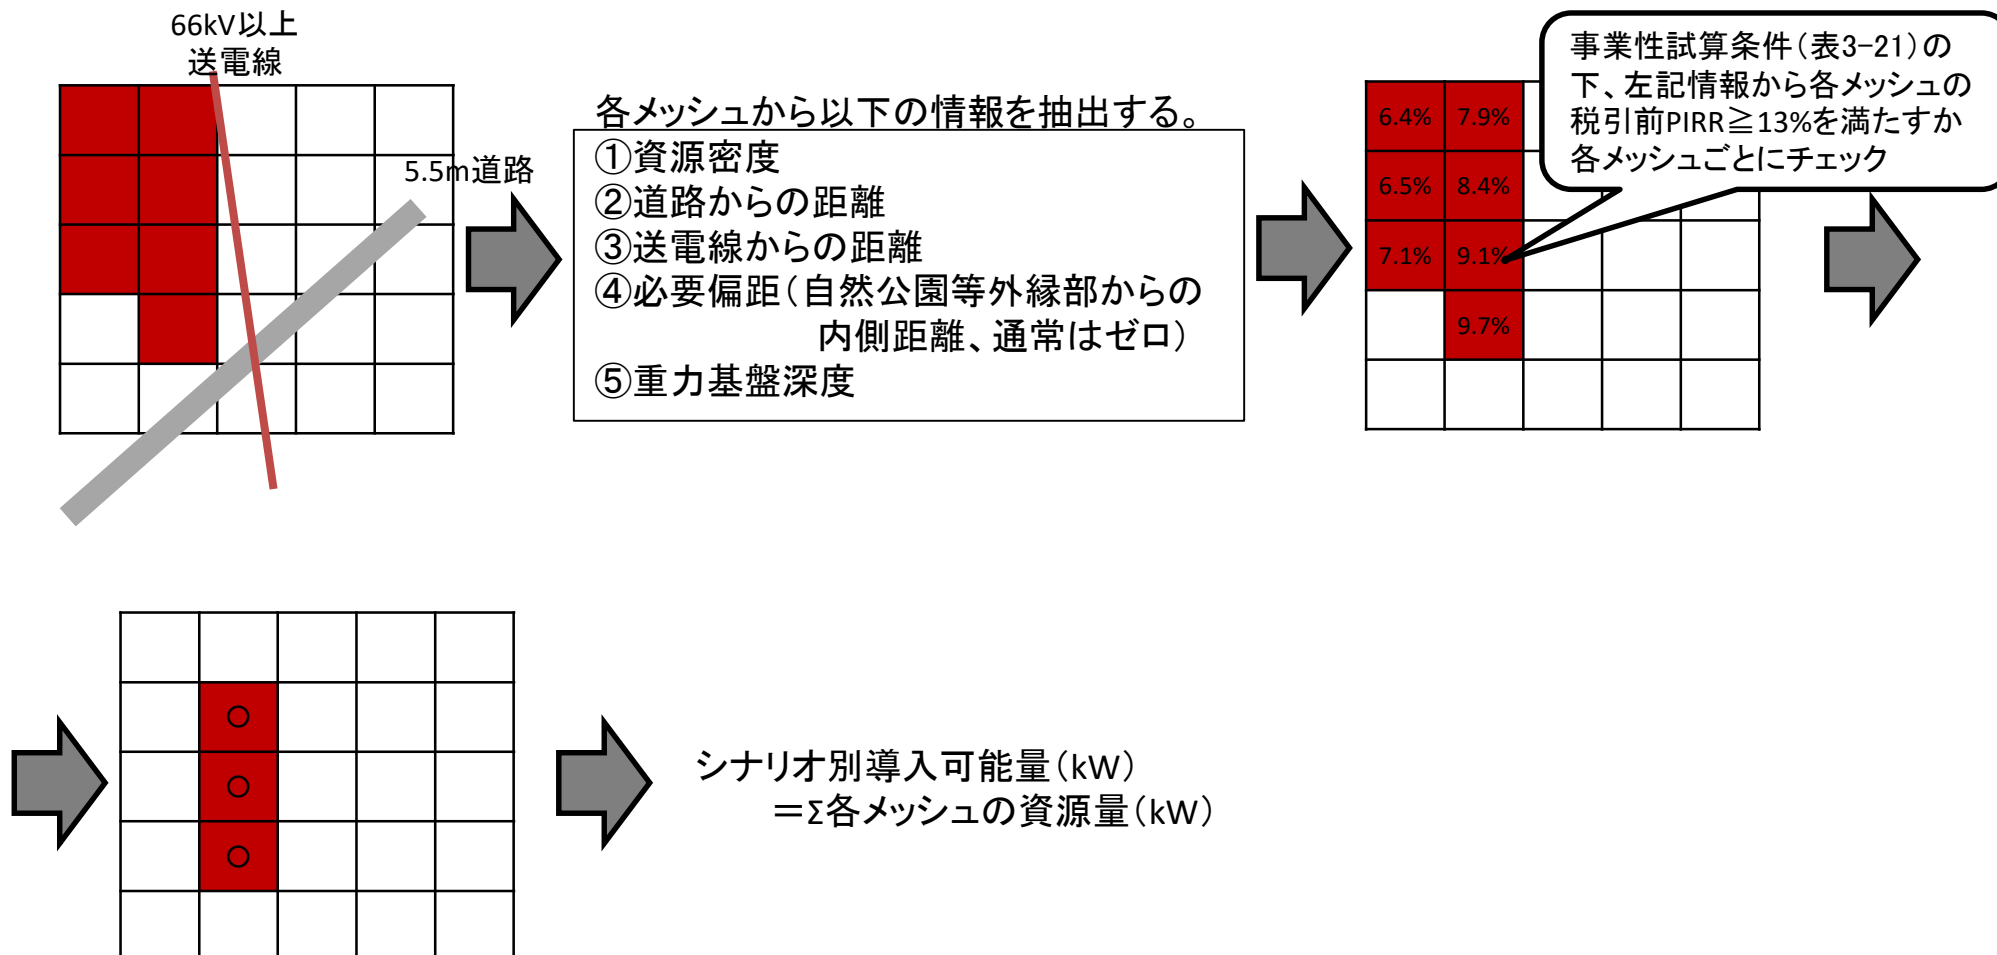 66kV以上
送電線
5.5m道路
各メッシュから以下の情報を抽出する。
①資源密度
②道路からの距離
③送電線からの距離
④必要偏距（自然公園等外縁部からの
内側距離、通常はゼロ）
⑤重力基盤深度
事業性試算条件（表3-21）の
下、左記情報から各メッシュの
税引前PIRR≧13%を満たすか
各メッシュごとにチェック
6.4% 7.9%
6.5% 8.4%
7.1% 9.1%
9.7%
○
○
○
シナリオ別導入可能量（kW）
＝Σ各メッシュの資源量（kW）